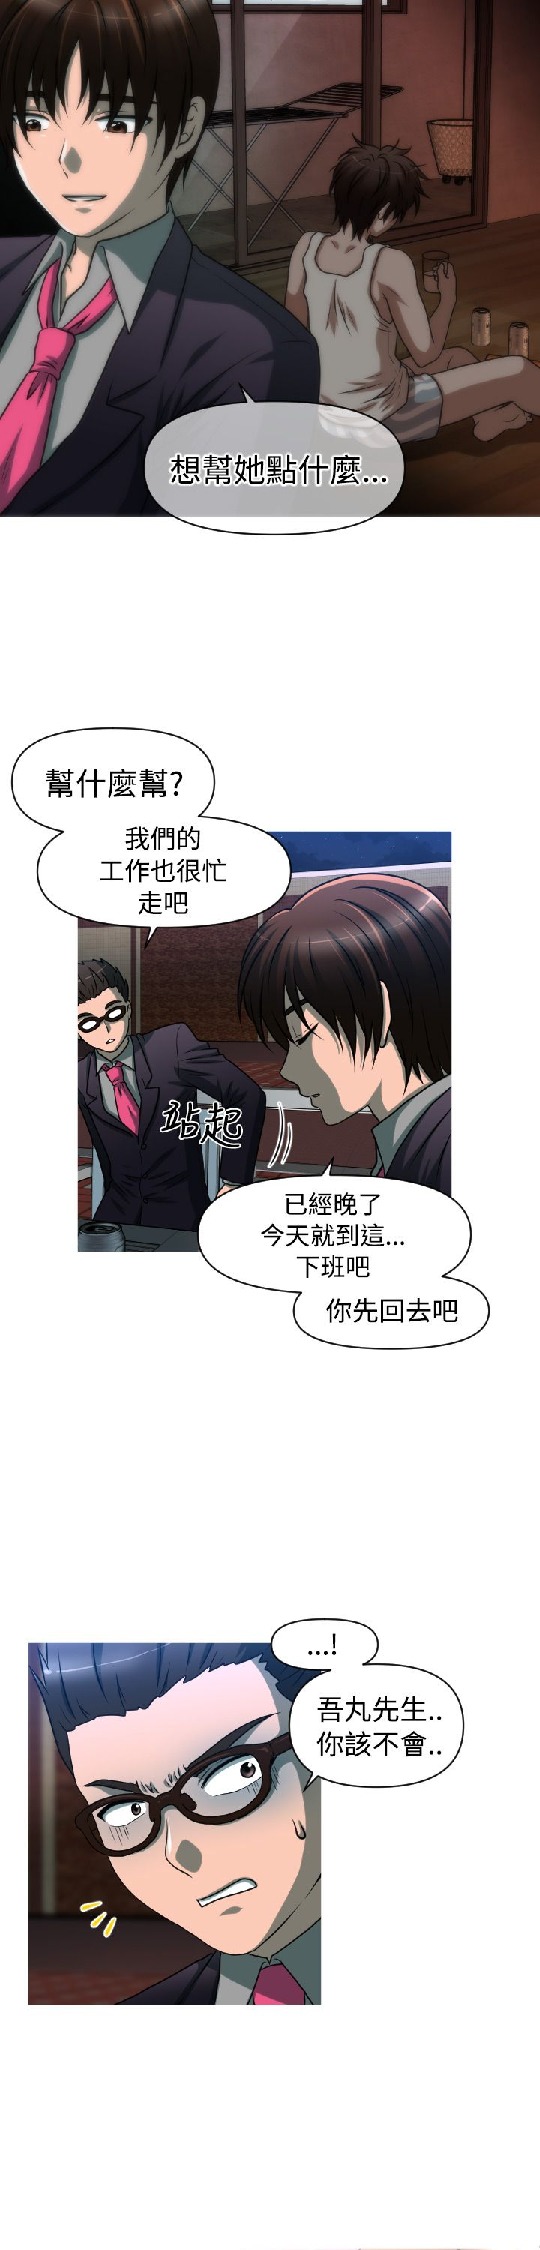 想幫她點什麼...
幫什麼幫?
我們的
工作也很忙
走吧
站起
已經晚了
今天就到這...
下班吧
你先回去吧
...!
吾丸先生..
你該不會..